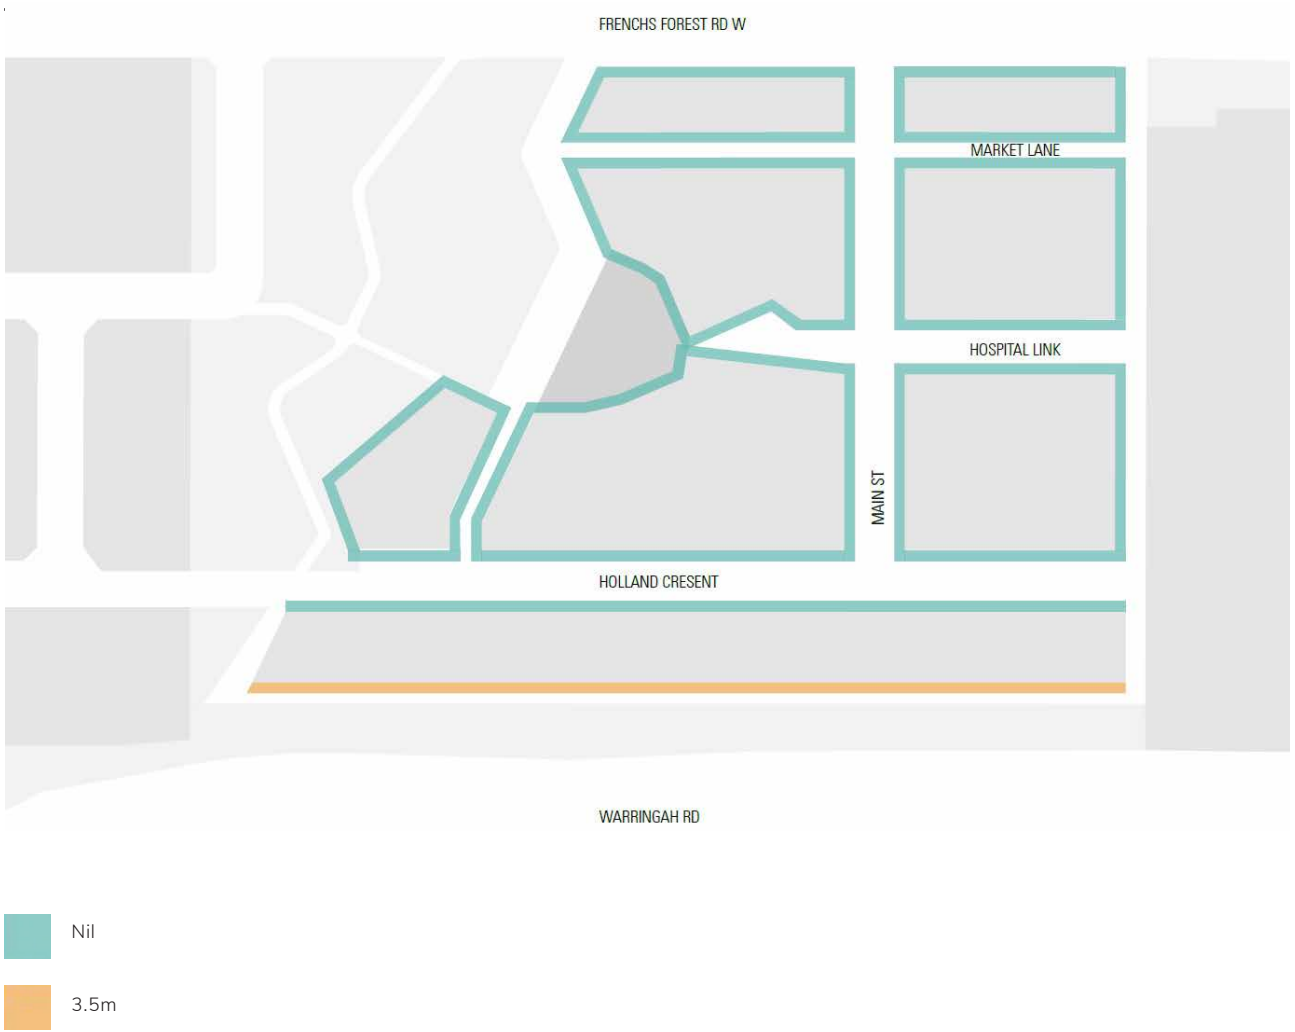 FRENCHS FOREST RD W
MARKET LANE
HOSPITAL LINK
MAIN ST
HOLLAND CRESENT
WARRINGAH RD
Nil
3.5m